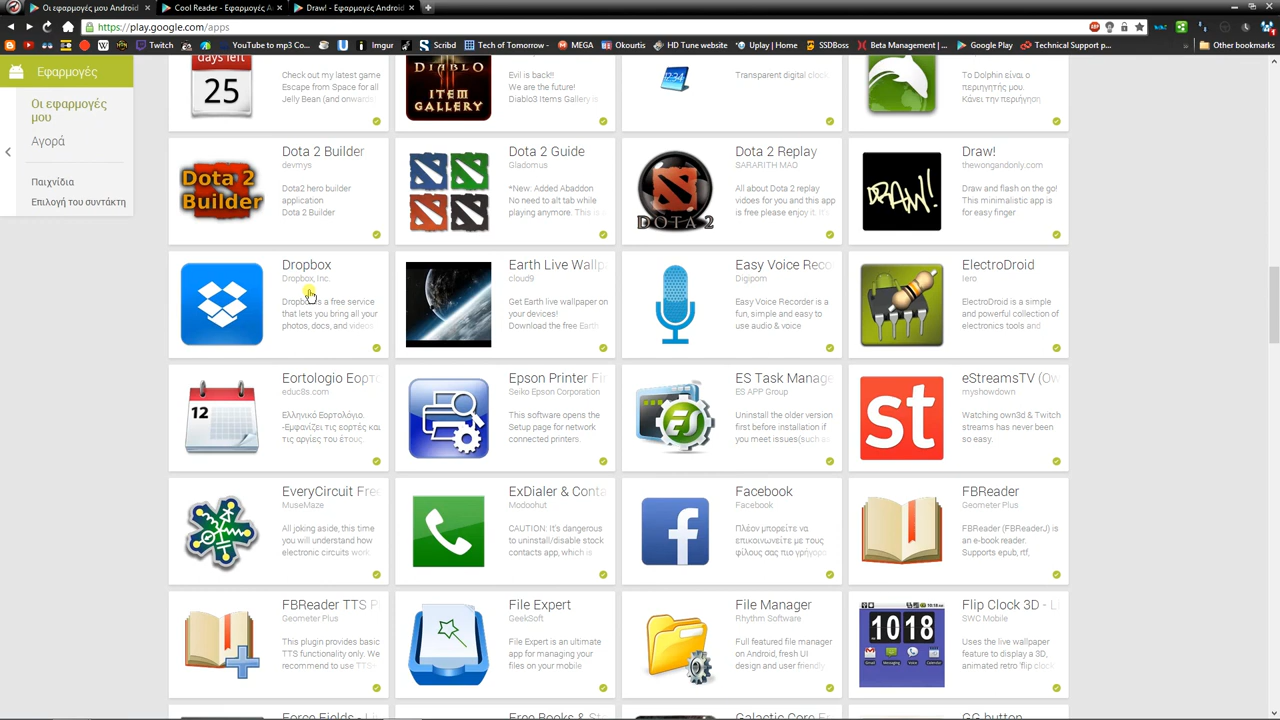 Οι εφαρμογές μου Android
Cool Reader - Εφαρμογές A
Draw! - Εφαρμογές Android
https://play.google.com/apps
Twitch
YouTube to mp3 Co...
Imgur
Scribd
Tech of Tomorrow -...
MEGA
Okourtis
HD Tune website
Uplay | Home
SSDBoss
Beta Management |...
Google Play
Technical Support p...
Other bookmarks
Εφαρμογές
Οι εφαρμογές
μου
Αγορά
Παιχνίδια
Επιλογή του συντάκτη
days left
25
Check out my latest game
Escape from Space for all
Jelly Bean (and onwards)
DIABLO
ITEM
GALLERY
Evil is back!!
We are the future!
Diablo3 Items Gallery is
Transparent digital clock
Το Dolphin είναι ο
περιηγητής μου.
Κάνει την περιήγηση
Dota 2
Builder
Dota 2 Builder
devmys
Dota2 hero builder
application
Dota 2 Builder
Dota 2 Guide
Gladomus
*New: Added Abaddon
No need to alt tab while
playing anymore. This is
DOTA 2
Dota 2 Replay
SARARITH MAO
All about Dota 2 replay
vidoes for you and this app
is free please enjoy it.
DRAW!
Draw!
thewongandonly.com
Draw and flash on the go!
This minimalistic app is
for easy finger
Dropbox
Dropbox, Inc.
Dropbox is a free service
that lets you bring all your
photos, docs, and videos
Earth Live Wallp
cloud9
Get Earth live wallpaper on
your devices!
Download the free Earth
Easy Voice Reco
Digipom
Easy Voice Recorder is a
fun, simple and easy to
use audio & voice
ElectroDroid
Iero
ElectroDroid is a simple
and powerful collection of
electronics tools and
12
Eortologio Εορτο
educ8s.com
Ελληνικό Εορτολόγιο.
-Εμφανίζει τις εορτές και
τις αργίες του έτους.
Epson Printer Fi
Seiko Epson Corporation
This software opens the
Setup page for network
connected printers.
ES Task Manage
ES APP Group
Uninstall the older version
first before installation if
you meet issues(such as
st
eStreamsTV (Ow
myshowdown
Watching own3d & Twitch
streams has never been
so easy.
EveryCircuit Free
MuseMaze
All joking aside, this time
you will understand how
electronic circuits work.
ExDialer & Conta
Modoohut
CAUTION: It's dangerous
to uninstall/disable stock
contacts app, which is
Facebook
Facebook
Πλέον μπορείτε να
επικοινωνείτε με τους
φίλους σας πιο γρήγορα
FBReader
Geometer Plus
FBReader (FBReaderJ) is
an e-book reader.
Supports epub, rtf,
FBReader TTS P
Geometer Plus
This plugin provides basic
TTS functionality only. We
recommend to use TTS+
File Expert
GeekSoft
File Expert is an ultimate
app for managing your
files on your mobile
File Manager
Rhythm Software
Full featured file manager
on Android, fresh UI
design and user friendly
10 18
Flip Clock 3D - L
SWC Mobile
Uses the live wallpaper
feature to display a 3D,
animated retro 'flip clock'
Force Fields - Liv
Free Books & St
Galactic Core Fr
GG button